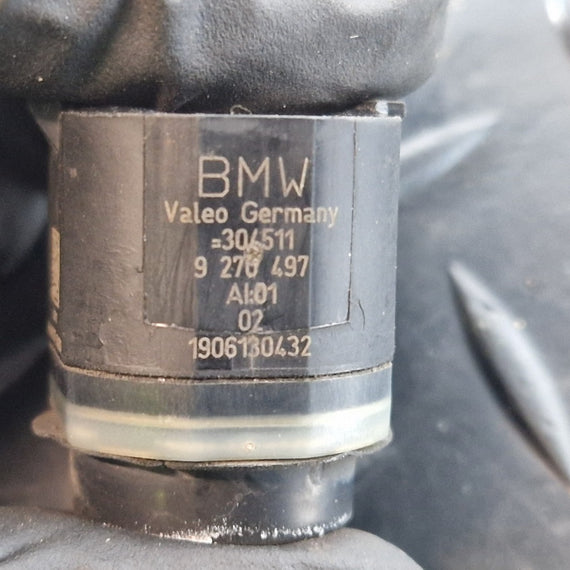 BMW
Valeo Germany
=304511
9 270 497
AI:01
02
1906130432